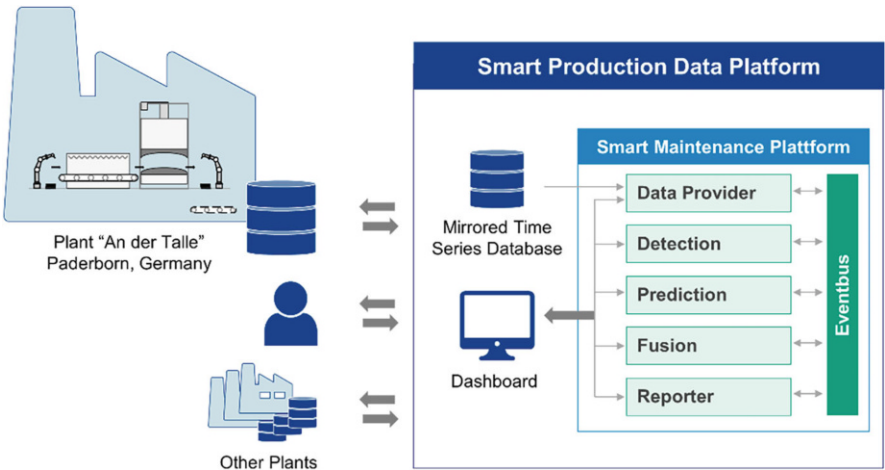 Smart Production Data Platform
Smart Maintenance Plattform
Data Provider
Detection
Prediction
Fusion
Reporter
Eventbus
Mirrored Time
Series Database
Dashboard
Plant “An der Talle”
Paderborn, Germany
Other Plants